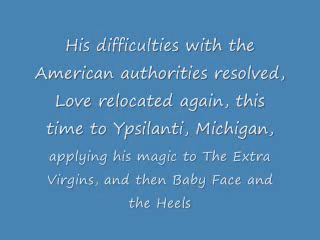 His difficulties with the
American authorities resolved,
Love relocated again, this
time to Ypsilanti, Michigan,
applying his magic to The Extra
Virgins, and then Baby Face and
the Heels